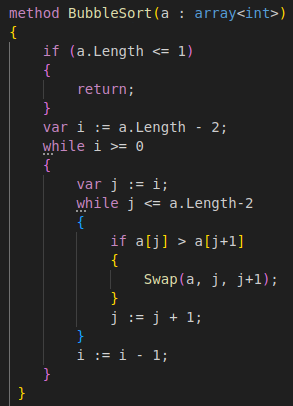 method BubbleSort(a : array<int>)
{
    if (a.Length <= 1)
    {
        return;
    }
    var i := a.Length - 2;
    while i >= 0
    {
        var j := i;
        while j <= a.Length-2
        {
            if a[j] > a[j+1]
            {
                Swap(a, j, j+1);
            }
            j := j + 1;
        }
        i := i - 1;
    }
}